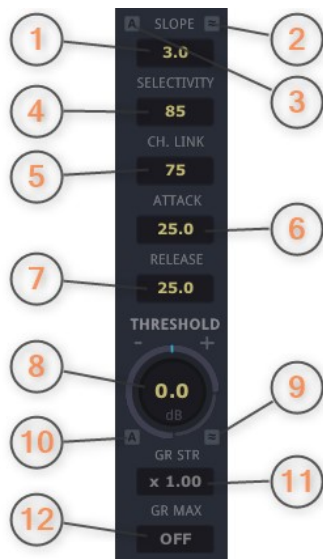 1 A SLOPE ≈ 2
3.0
3
SELECTIVITY
4 85
CH. LINK
5 75
ATTACK
25.0 6
RELEASE
7 25.0
THRESHOLD
- +
8 0.0
dB
9
10 A ≈
GR STR
x 1.00 11
GR MAX
12 OFF